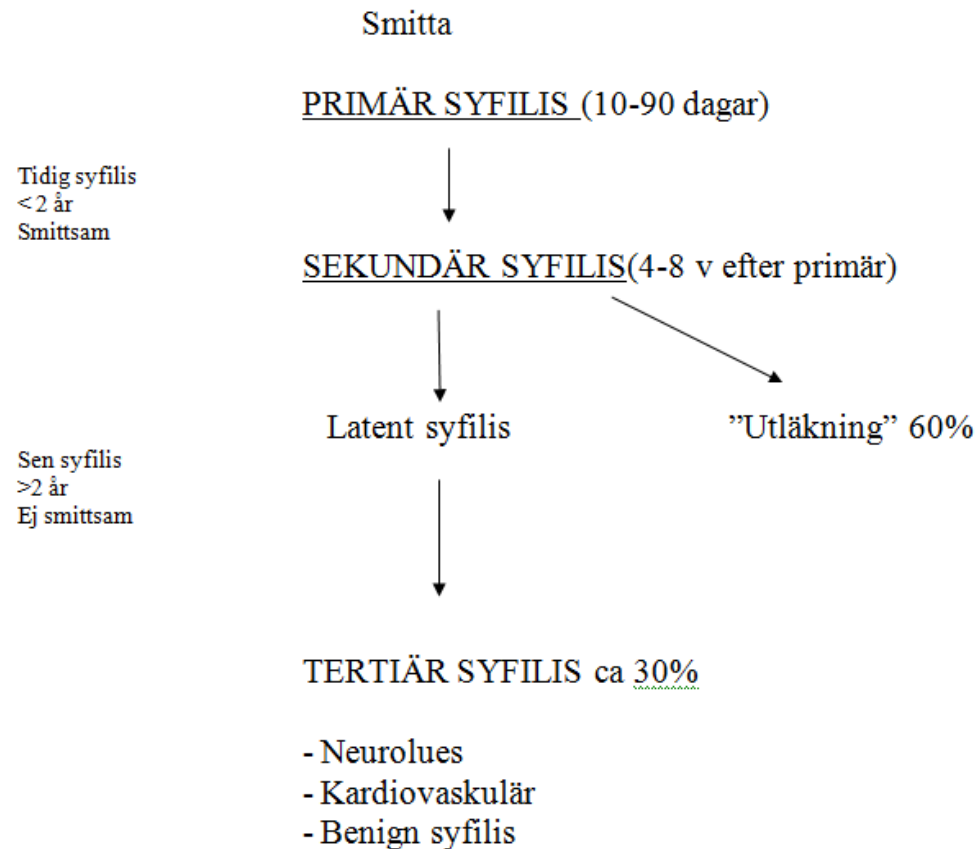 Smitta
PRIMÄR SYFILIS (10-90 dagar)
Tidig syfilis
<2 år
Smittsam
SEKUNDÄR SYFILIS(4-8 v efter primär)
Latent syfilis
”Utläkning” 60%
Sen syfilis
>2 år
Ej smittsam
TERTIÄR SYFILIS ca 30%
- Neurolues
- Kardiovaskulär
- Benign syfilis